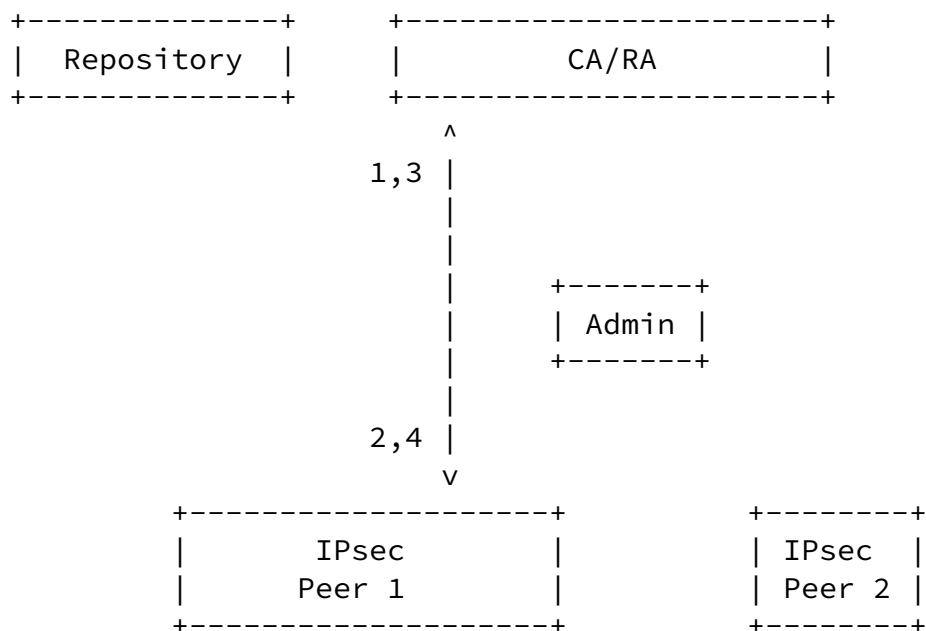 Repository CA/RA
1,3
Admin
2,4
IPsec IPsec
Peer 1 Peer 2